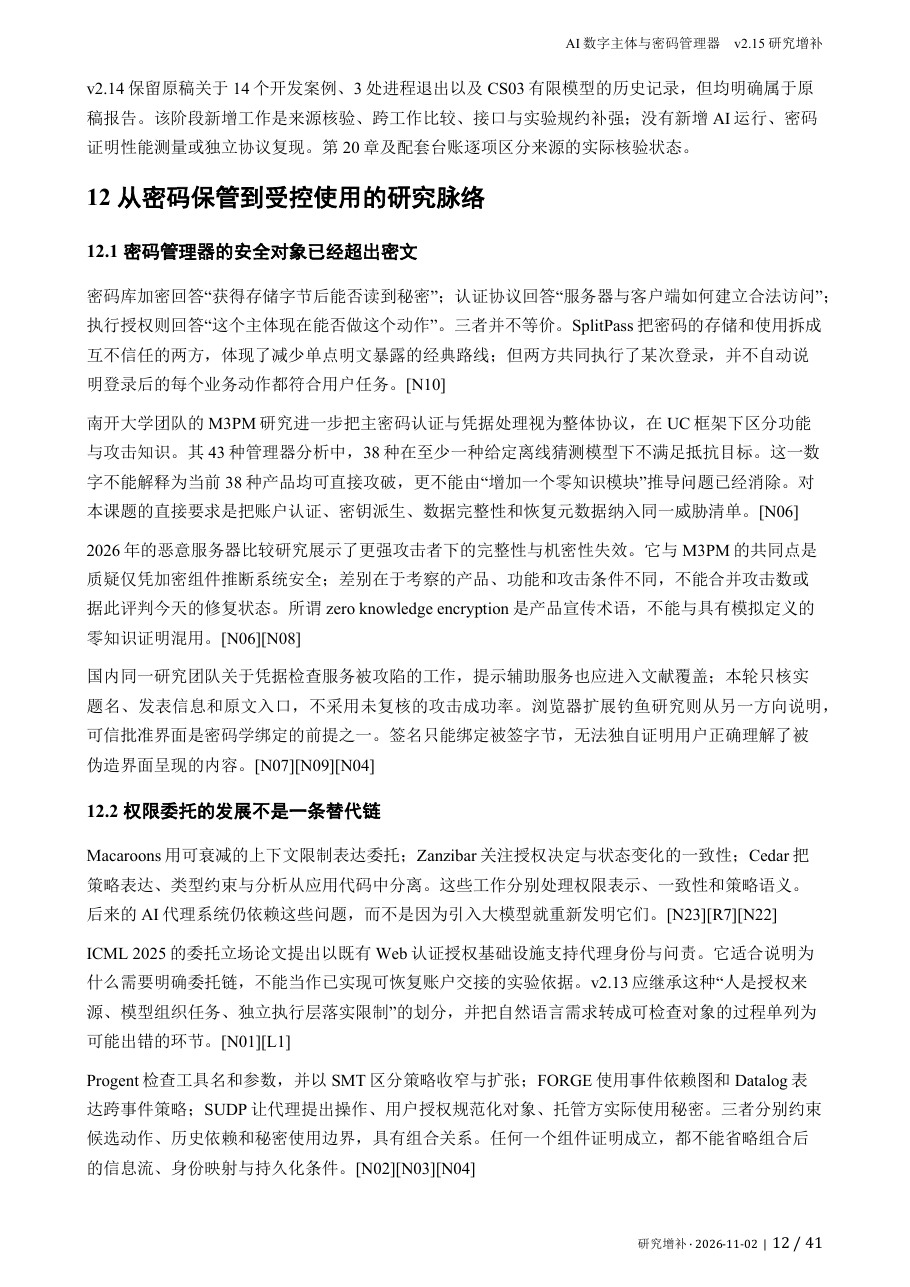 AI 数字主体与密码管理器 v2.15 研究增补
v2.14 保留原稿关于 14 个开发案例、3 处进程退出以及 CS03 有限模型的历史记录，但均明确属于原
稿报告。该阶段新增工作是来源核验、跨工作比较、接口与实验规约补强；没有新增 AI 运行、密码
证明性能测量或独立协议复现。第 20 章及配套台账逐项区分来源的实际核验状态。
12 从密码保管到受控使用的研究脉络
12.1 密码管理器的安全对象已经超出密文
密码库加密回答“获得存储字节后能否读到秘密”；认证协议回答“服务器与客户端如何建立合法访问”；
执行授权则回答“这个主体现在能否做这个动作”。三者并不等价。SplitPass 把密码的存储和使用拆成
互不信任的两方，体现了减少单点明文暴露的经典路线；但两方共同执行了某次登录，并不自动说
明登录后的每个业务动作都符合用户任务。[N10]
南开大学团队的 M3PM 研究进一步把主密码认证与凭据处理视为整体协议，在 UC 框架下区分功能
与攻击知识。其 43 种管理器分析中，38 种在至少一种给定离线猜测模型下不满足抵抗目标。这一数
字不能解释为当前 38 种产品均可直接攻破，更不能由“增加一个零知识模块”推导问题已经消除。对
本课题的直接要求是把账户认证、密钥派生、数据完整性和恢复元数据纳入同一威胁清单。[N06]
2026 年的恶意服务器比较研究展示了更强攻击者下的完整性与机密性失效。它与 M3PM 的共同点是
质疑仅凭加密组件推断系统安全；差别在于考察的产品、功能和攻击条件不同，不能合并攻击数或
据此评判今天的修复状态。所谓 zero knowledge encryption 是产品宣传术语，不能与具有模拟定义的
零知识证明混用。[N06][N08]
国内同一研究团队关于凭据检查服务被攻陷的工作，提示辅助服务也应进入文献覆盖；本轮只核实
题名、发表信息和原文入口，不采用未复核的攻击成功率。浏览器扩展钓鱼研究则从另一方向说明，
可信批准界面是密码学绑定的前提之一。签名只能绑定被签字节，无法独自证明用户正确理解了被
伪造界面呈现的内容。[N07][N09][N04]
12.2 权限委托的发展不是一条替代链
Macaroons 用可衰减的上下文限制表达委托；Zanzibar 关注授权决定与状态变化的一致性；Cedar 把
策略表达、类型约束与分析从应用代码中分离。这些工作分别处理权限表示、一致性和策略语义。
后来的 AI 代理系统仍依赖这些问题，而不是因为引入大模型就重新发明它们。[N23][R7][N22]
ICML 2025 的委托立场论文提出以既有 Web 认证授权基础设施支持代理身份与问责。它适合说明为
什么需要明确委托链，不能当作已实现可恢复账户交接的实验依据。v2.13 应继承这种“人是授权来
源、模型组织任务、独立执行层落实限制”的划分，并把自然语言需求转成可检查对象的过程单列为
可能出错的环节。[N01][L1]
Progent 检查工具名和参数，并以 SMT 区分策略收窄与扩张；FORGE 使用事件依赖图和 Datalog 表
达跨事件策略；SUDP 让代理提出操作、用户授权规范化对象、托管方实际使用秘密。三者分别约束
候选动作、历史依赖和秘密使用边界，具有组合关系。任何一个组件证明成立，都不能省略组合后
的信息流、身份映射与持久化条件。[N02][N03][N04]
研究增补 · 2026-11-02 | 12 / 41